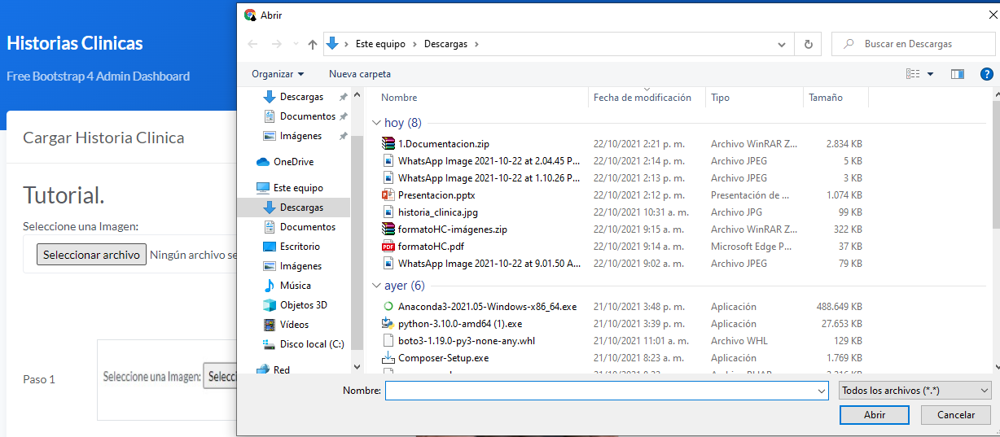 Historias Clinicas
Free Bootstrap 4 Admin Dashboard
Cargar Historia Clinica
Tutorial.
Seleccione una Imagen:
Seleccionar archivo Ningún archivo se
Paso 1
Seleccione una Imagen: Selecci
Abrir
Este equipo > Descargas >
Buscar en Descargas
Organizar
Nueva carpeta
Descargas
Documentos
Imágenes
OneDrive
Este equipo
Descargas
Documentos
Escritorio
Imágenes
Música
Objetos 3D
Vídeos
Disco local (C:)
Red
Nombre Fecha de modificación Tipo Tamaño
hoy (8)
1.Documentacion.zip 22/10/2021 2:21 p. m. Archivo WinRAR Z... 2.834 KB
WhatsApp Image 2021-10-22 at 2.04.45 P... 22/10/2021 2:14 p. m. Archivo JPEG 5 KB
WhatsApp Image 2021-10-22 at 1.10.26 P... 22/10/2021 2:13 p. m. Archivo JPEG 3 KB
Presentacion.pptx 22/10/2021 2:12 p. m. Presentación de ... 1.074 KB
historia_clinica.jpg 22/10/2021 10:31 a. m. Archivo JPG 99 KB
formatoHC-imágenes.zip 22/10/2021 9:15 a. m. Archivo WinRAR Z... 322 KB
formatoHC.pdf 22/10/2021 9:14 a. m. Microsoft Edge P... 37 KB
WhatsApp Image 2021-10-22 at 9.01.50 A... 22/10/2021 9:02 a. m. Archivo JPEG 79 KB
ayer (6)
Anaconda3-2021.05-Windows-x86_64.exe 21/10/2021 3:48 p. m. Aplicación 488.649 KB
python-3.10.0-amd64 (1).exe 21/10/2021 3:39 p. m. Aplicación 27.653 KB
boto3-1.19.0-py3-none-any.whl 21/10/2021 11:01 a. m. Archivo WHL 129 KB
Composer-Setup.exe 21/10/2021 8:23 a. m. Aplicación 1.769 KB
Nombre:
Todos los archivos (*.*)
Abrir
Cancelar